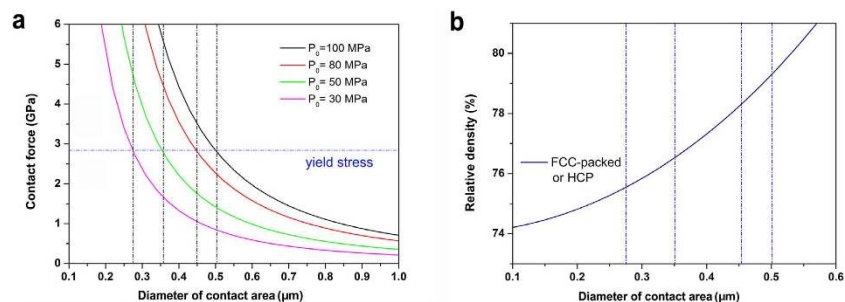 a
Contact force (GPa)
6
5
4
3
2
1
0
P0=100 MPa
P0= 80 MPa
P0= 50 MPa
P0= 30 MPa
yield stress
0.1 0.2 0.3 0.4 0.5 0.6 0.7 0.8 0.9 1.0
Diameter of contact area (μm)
b
Relative density (%)
80
78
76
74
FCC-packed
or HCP
0.1 0.2 0.3 0.4 0.5 0.6
Diameter of contact area (μm)